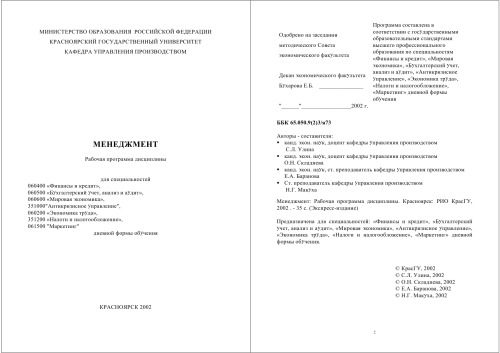 МИНИСТЕРСТВО ОБРАЗОВАНИЯ РОССИЙСКОЙ ФЕДЕРАЦИИ
КРАСНОЯРСКИЙ ГОСУДАРСТВЕННЫЙ УНИВЕРСИТЕТ
КАФЕДРА УПРАВЛЕНИЯ ПРОИЗВОДСТВОМ
МЕНЕДЖМЕНТ
Рабочая программа дисциплины
для специальностей
060400 «Финансы и кредит»,
060500 «Бухгалтерский учет, анализ и аудит»,
060600 «Мировая экономика»,
351000"Антикризисное управление",
060200 «Экономика труда»,
351200 «Налоги и налогообложение»,
061500 "Маркетинг"
дневной формы обучения
КРАСНОЯРСК 2002
Одобрено на заседании
методического Совета
экономического факультета
Декан экономического факультета
Бухарова Е.Б. _______________
"______"_________________2002 г.
Программа составлена в
соответствии с государственными
образовательными стандартами
высшего профессионального
образования по специальностям
«Финансы и кредит», «Мировая
экономика», «Бухгалтерский учет,
анализ и аудит», «Антикризисное
управление», «Экономика труда»,
«Налоги и налогообложение»,
«Маркетинг» дневной формы
обучения
ББК 65.050.9(2)3/я73
Авторы - составители:
• канд. экон. наук, доцент кафедры управления производством
С.Л. Улина
• канд. экон. наук, доцент кафедры управления производством
О.Н. Складнева
• канд. экон. наук, ст. преподаватель кафедры управления производством
Е.А. Баранова
• Ст. преподаватель кафедры управления производством
Н.Г. Макуха
Менеджмент: Рабочая программа дисциплины. Красноярск: РИО КрасГУ,
2002 . - 35 с. (Экспресс-издание)
Предназначена для специальностей: «Финансы и кредит», «Бухгалтерский
учет, анализ и аудит», «Мировая экономика», «Антикризисное управление»,
«Экономика труда», «Налоги и налогообложение», «Маркетинг» дневной
формы обучения.
© КрасГУ, 2002
© С.Л. Улина, 2002
© О.Н. Складнева, 2002
© Е.А. Баранова, 2002
© Н.Г. Макуха, 2002
2